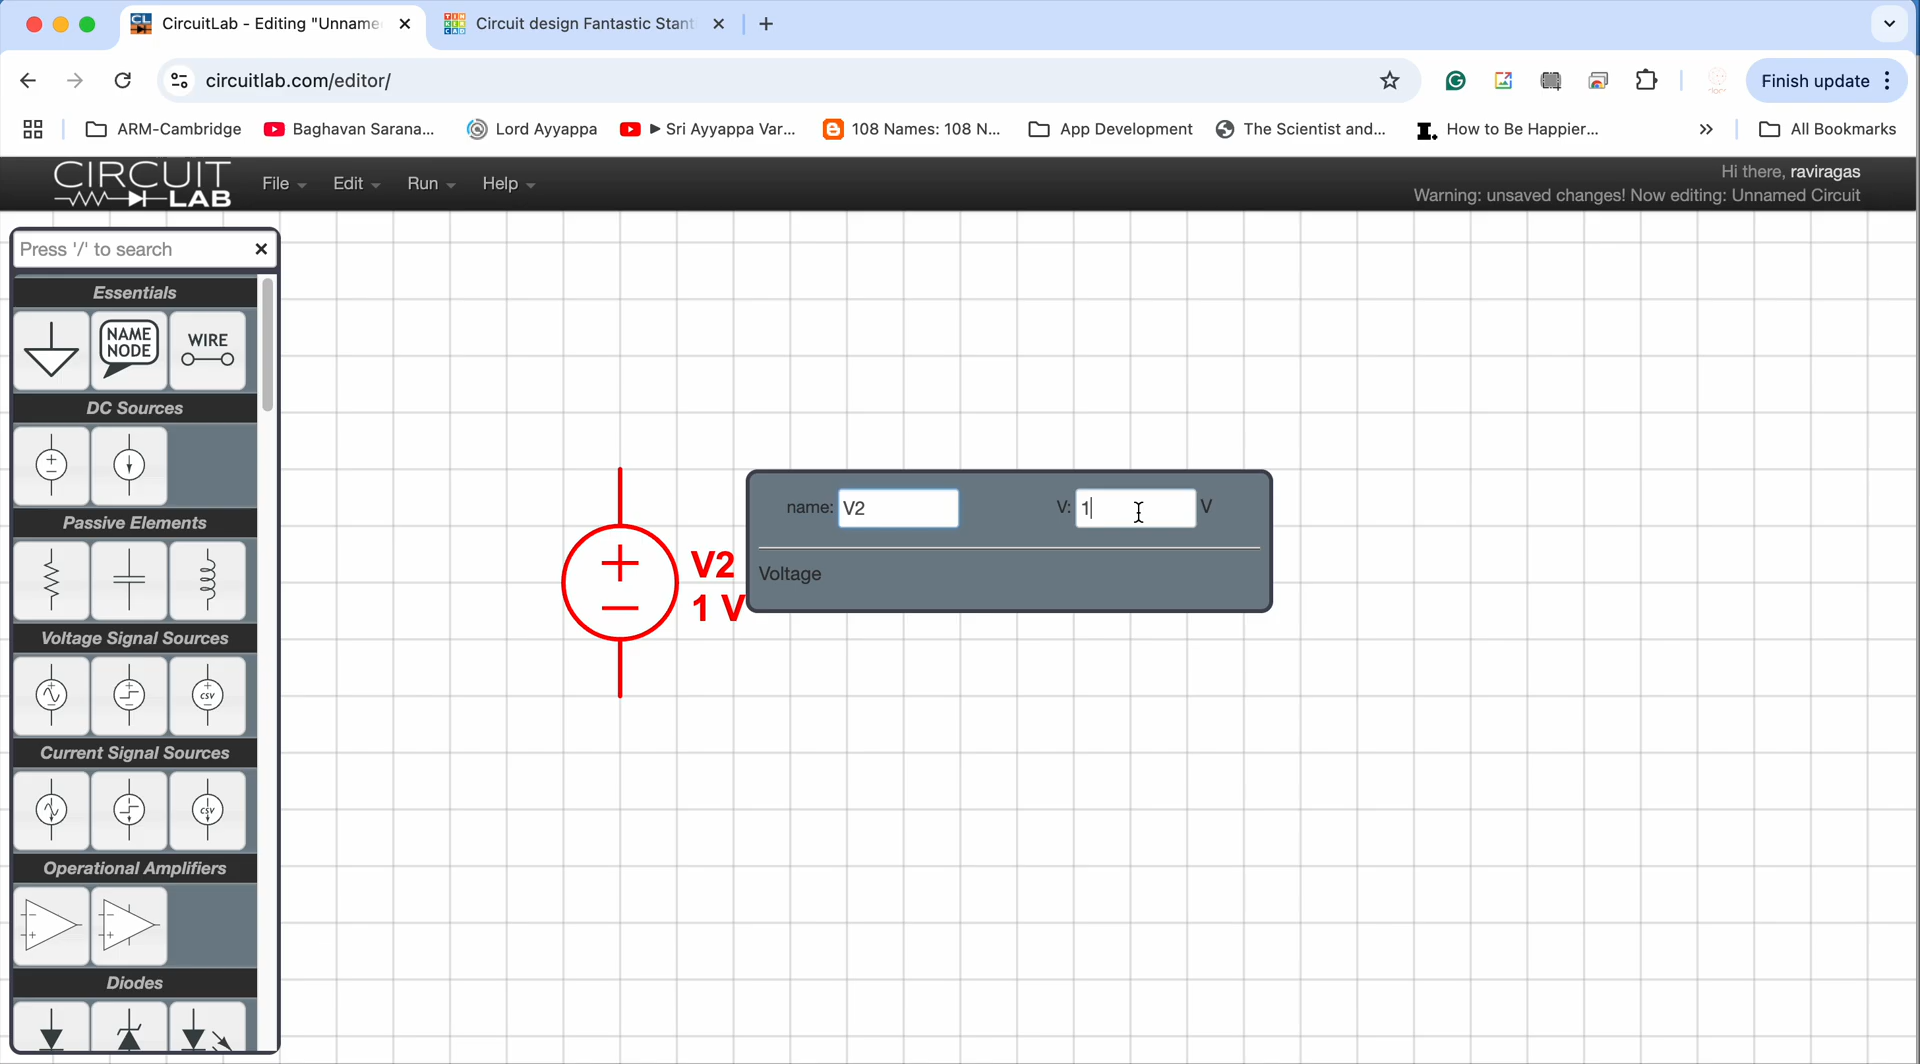 CircuitLab - Editing "Unname
Circuit design Fantastic Stant
circuitlab.com/editor/
Finish update
ARM-Cambridge
Baghavan Sarana...
Lord Ayyappa
► Sri Ayyappa Var...
108 Names: 108 N...
App Development
The Scientist and...
How to Be Happier...
All Bookmarks
CIRCUIT LAB
File
Edit
Run
Help
Hi there, raviragas
Warning: unsaved changes! Now editing: Unnamed Circuit
Press '/' to search
Essentials
NAME NODE
WIRE
DC Sources
Passive Elements
Voltage Signal Sources
csv
Current Signal Sources
csv
Operational Amplifiers
Diodes
V2
1 V
name: V2
V: 1 V
Voltage